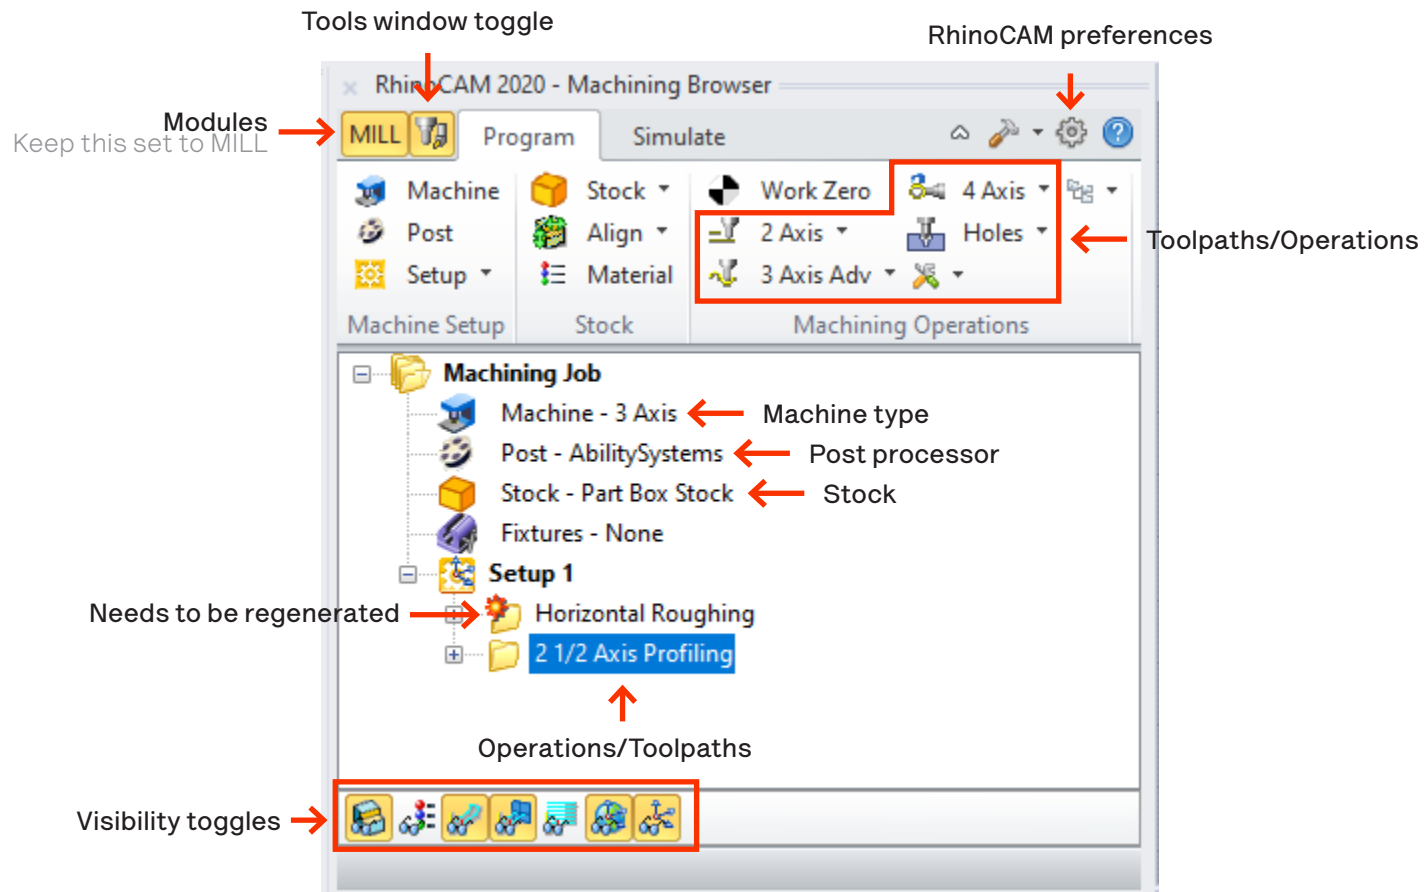 Tools window toggle
RhinoCAM preferences
RhinoCAM 2020 - Machining Browser
Modules
Keep this set to MILL
MILL
Program
Simulate
Machine
Stock
Work Zero
4 Axis
Post
Align
2 Axis
Holes
Toolpaths/Operations
Setup
Material
3 Axis Adv
Machine Setup
Stock
Machining Operations
Machining Job
Machine - 3 Axis
Machine type
Post - AbilitySystems
Post processor
Stock - Part Box Stock
Stock
Fixtures - None
Setup 1
Needs to be regenerated
Horizontal Roughing
2 1/2 Axis Profiling
Operations/Toolpaths
Visibility toggles